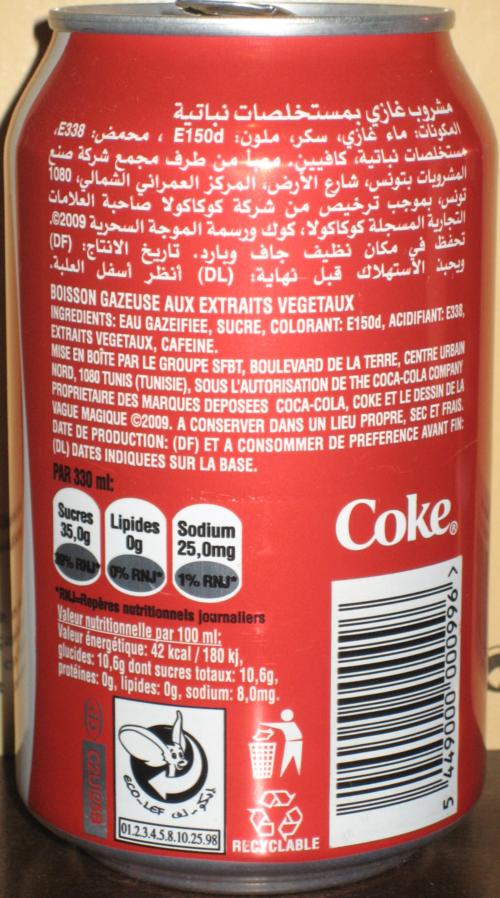 مشروب غازي بمستخلصات نباتية
المكونات: ماء غازي، سكر، ملون: E150d ، محمض: E338،
مستخلصات نباتية، كافيين. معبأ من طرف مجمع شركة صنع
المشروبات بتونس، شارع الأرض، المركز العمراني الشمالي، 1080
تونس، بموجب ترخيص من شركة كوكاكولا صاحبة العلامات
التجارية المسجلة كوكاكولا، كوك ورسمة الموجة السحرية 2009©.
تحفظ في مكان نظيف جاف وبارد. تاريخ الانتاج: (DF)
ويحبذ الاستهلاك قبل نهاية: (DL) أنظر أسفل العلبة.
BOISSON GAZEUSE AUX EXTRAITS VEGETAUX
INGREDIENTS: EAU GAZEIFIEE, SUCRE, COLORANT: E150d, ACIDIFIANT: E338,
EXTRAITS VEGETAUX, CAFEINE.
MISE EN BOÎTE PAR LE GROUPE SFBT, BOULEVARD DE LA TERRE, CENTRE URBAIN
NORD, 1080 TUNIS (TUNISIE), SOUS L'AUTORISATION DE THE COCA-COLA COMPANY
PROPRIETAIRE DES MARQUES DEPOSEES COCA-COLA, COKE ET LE DESSIN DE LA
VAGUE MAGIQUE ©2009. A CONSERVER DANS UN LIEU PROPRE, SEC ET FRAIS.
DATE DE PRODUCTION: (DF) ET A CONSOMMER DE PREFERENCE AVANT FIN:
(DL) DATES INDIQUEES SUR LA BASE.
PAR 330 ml:
Sucres 35,0g RNJ*
Lipides 0g 0% RNJ*
Sodium 25,0mg 1% RNJ*
*RNJ=Repères nutritionnels journaliers
Valeur nutritionnelle par 100 ml:
Valeur énergétique: 42 kcal / 180 kj,
glucides: 10,6g dont sucres totaux: 10,6g,
protéines: 0g, lipides: 0g, sodium: 8,0mg.
Coke®
5 449000 000996 >
ECO-LEF ايكو-لف
01.2.3.4.5.8.10.25.98
RECYCLABLE